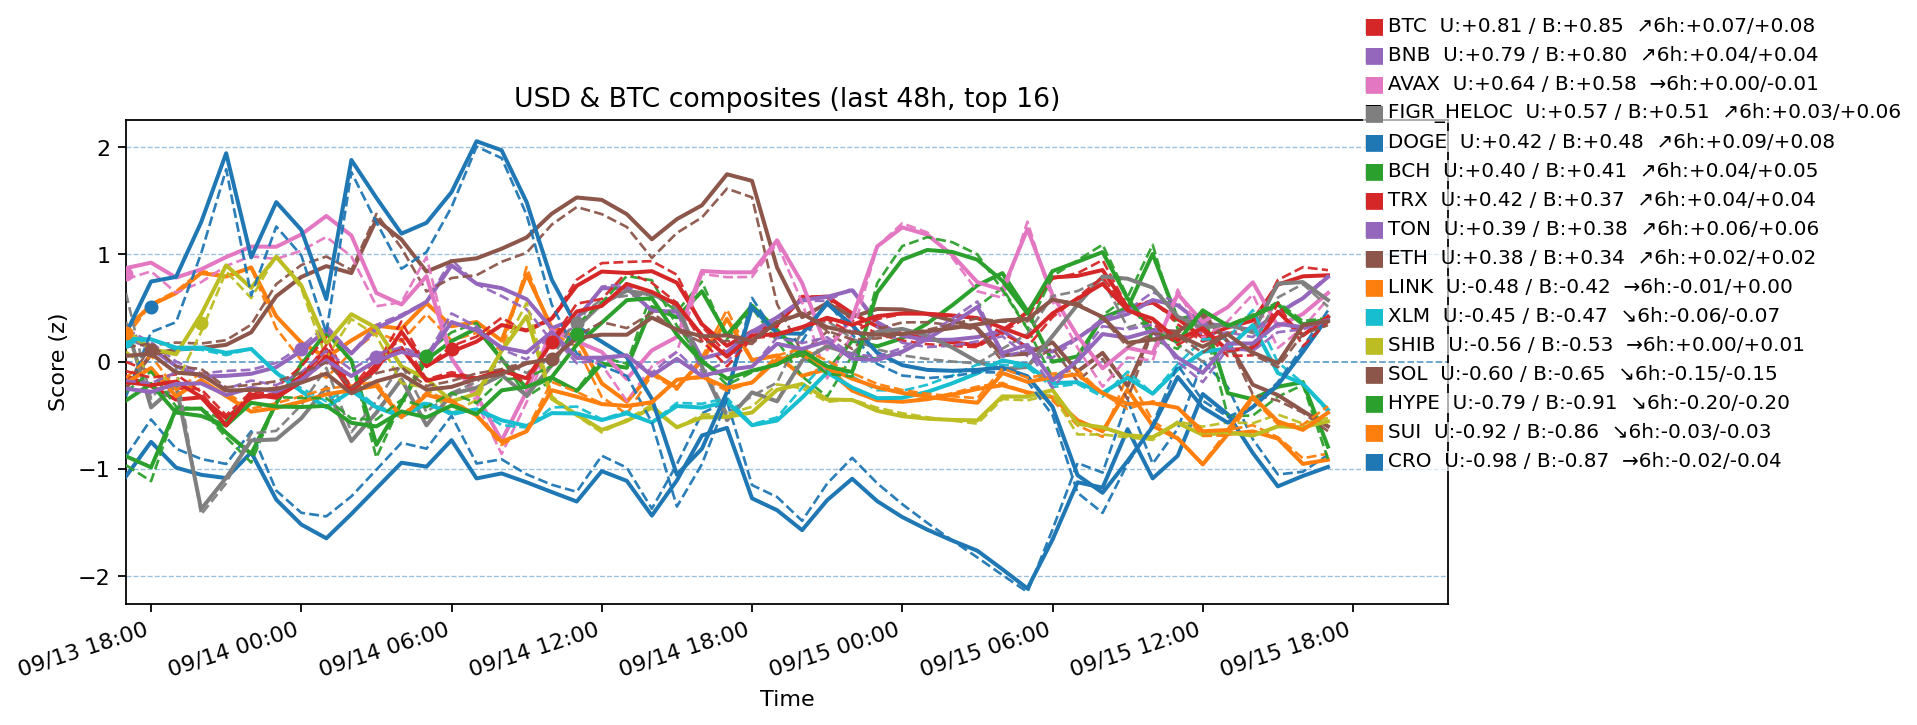 BTC U:+0.81 / B:+0.85 ↗6h:+0.07/+0.08
BNB U:+0.79 / B:+0.80 ↗6h:+0.04/+0.04
AVAX U:+0.64 / B:+0.58 →6h:+0.00/-0.01
FIGR_HELOC U:+0.57 / B:+0.51 ↗6h:+0.03/+0.06
DOGE U:+0.42 / B:+0.48 ↗6h:+0.09/+0.08
BCH U:+0.40 / B:+0.41 ↗6h:+0.04/+0.05
TRX U:+0.42 / B:+0.37 ↗6h:+0.04/+0.04
TON U:+0.39 / B:+0.38 ↗6h:+0.06/+0.06
ETH U:+0.38 / B:+0.34 ↗6h:+0.02/+0.02
LINK U:-0.48 / B:-0.42 →6h:-0.01/+0.00
XLM U:-0.45 / B:-0.47 ↘6h:-0.06/-0.07
SHIB U:-0.56 / B:-0.53 →6h:+0.00/+0.01
SOL U:-0.60 / B:-0.65 ↘6h:-0.15/-0.15
HYPE U:-0.79 / B:-0.91 ↘6h:-0.20/-0.20
SUI U:-0.92 / B:-0.86 ↘6h:-0.03/-0.03
CRO U:-0.98 / B:-0.87 →6h:-0.02/-0.04
USD & BTC composites (last 48h, top 16)
Score (z)
2
1
0
−1
−2
09/13 18:00
09/14 00:00
09/14 06:00
09/14 12:00
09/14 18:00
09/15 00:00
09/15 06:00
09/15 12:00
09/15 18:00
Time